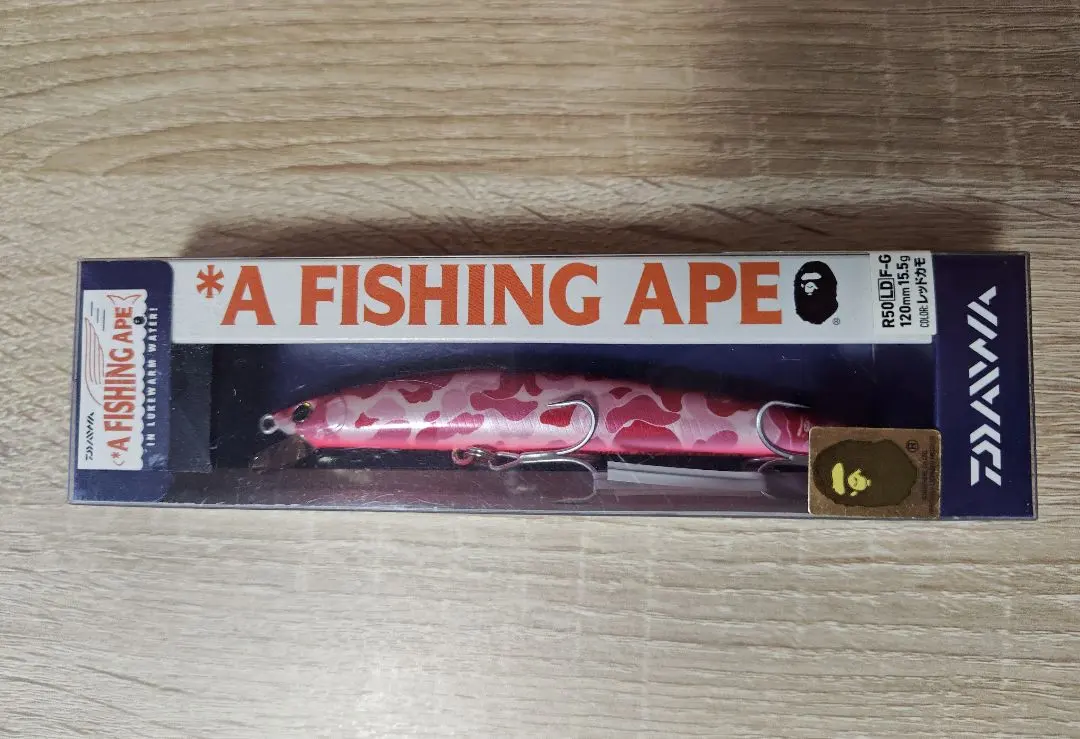 *A FISHING APE
®
R50 LD F-G
120mm 15.5g
COLOR:レッドカモ
DAIWA
DAIWA
(*A FISHING APE
IN LUKEWARM WATER!